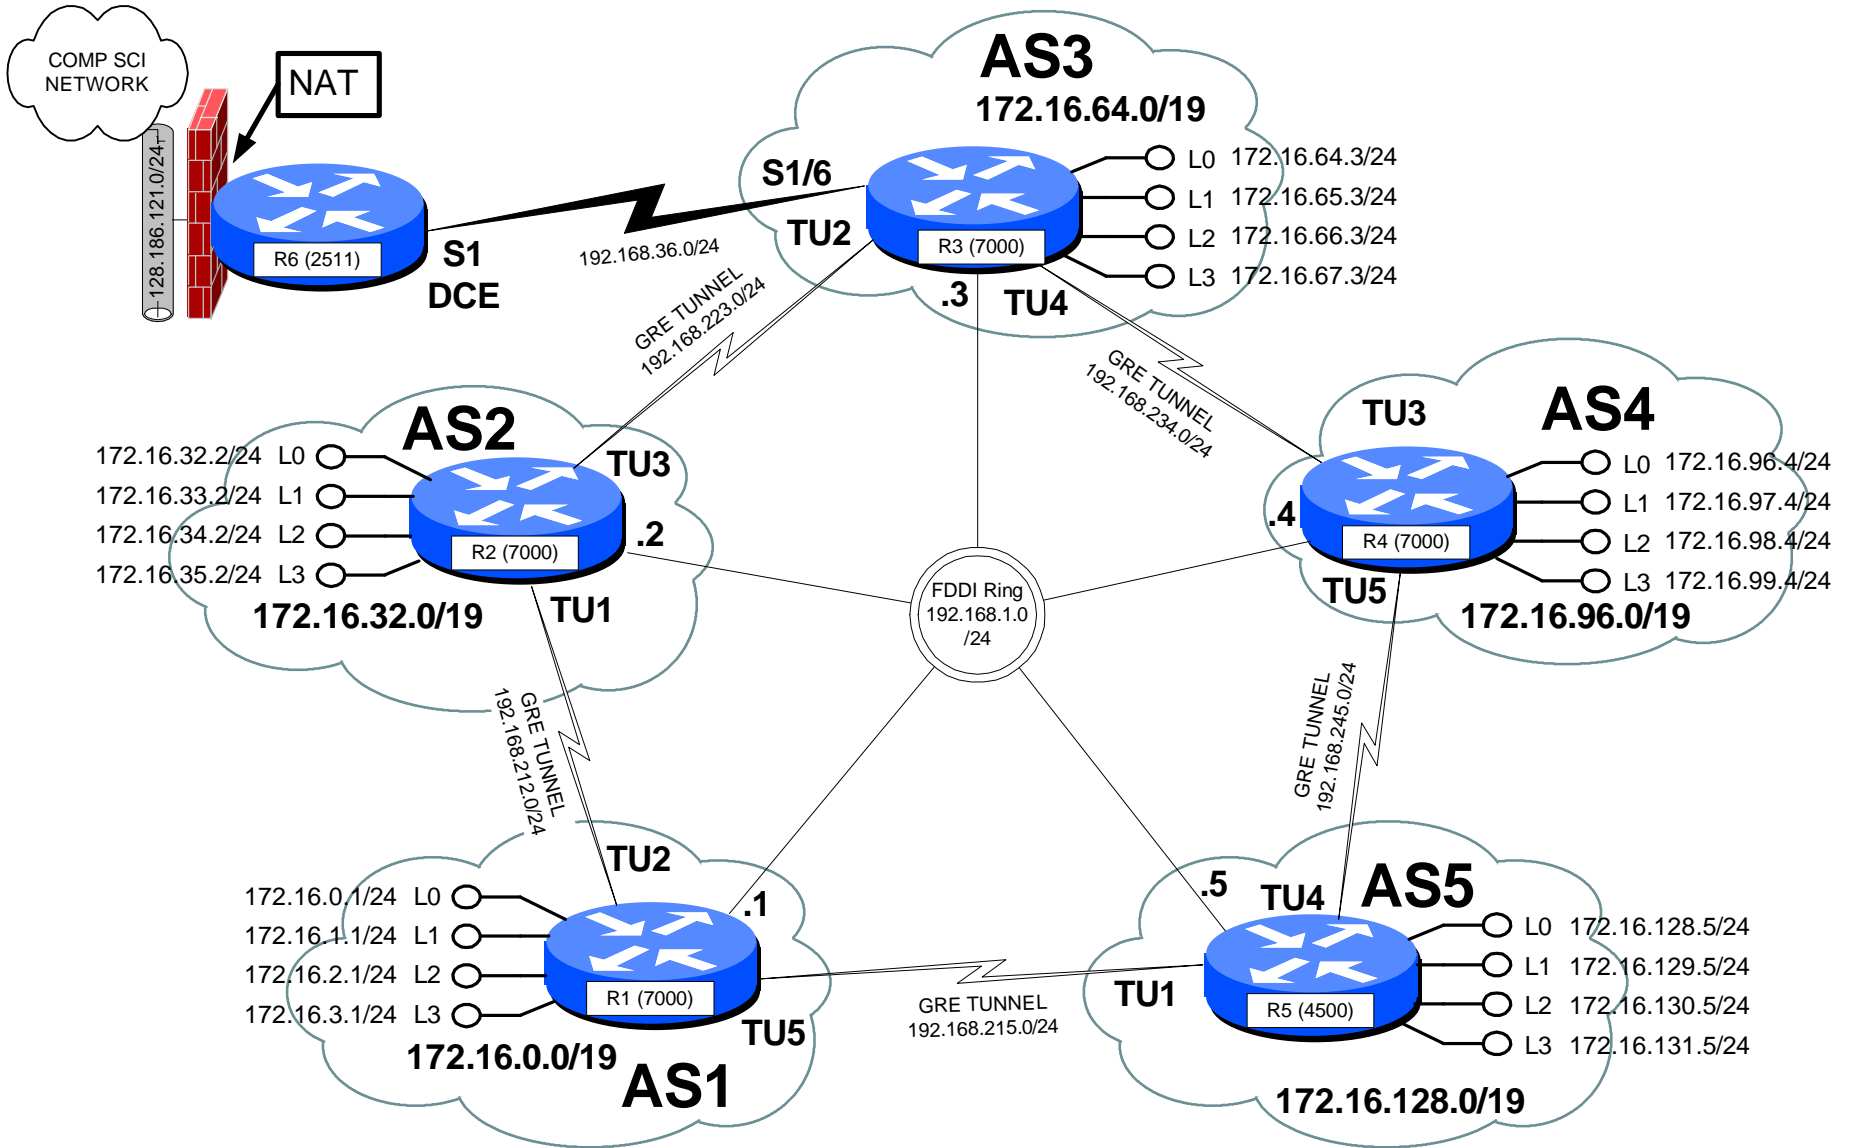 COMP SCI
NETWORK
NAT
128.186.121.0/24
R6 (2511)
S1
DCE
192.168.36.0/24
AS3
172.16.64.0/19
S1/6
TU2
R3 (7000)
.3
TU4
L0 172.16.64.3/24
L1 172.16.65.3/24
L2 172.16.66.3/24
L3 172.16.67.3/24
GRE TUNNEL
192.168.223.0/24
GRE TUNNEL
192.168.234.0/24
AS2
172.16.32.2/24 L0
172.16.33.2/24 L1
172.16.34.2/24 L2
172.16.35.2/24 L3
TU3
R2 (7000)
.2
TU1
172.16.32.0/19
AS4
TU3
.4
R4 (7000)
TU5
L0 172.16.96.4/24
L1 172.16.97.4/24
L2 172.16.98.4/24
L3 172.16.99.4/24
172.16.96.0/19
FDDI Ring
192.168.1.0
/24
GRE TUNNEL
192.168.212.0/24
GRE TUNNEL
192.168.245.0/24
TU2
.1
172.16.0.1/24 L0
172.16.1.1/24 L1
172.16.2.1/24 L2
172.16.3.1/24 L3
R1 (7000)
TU5
172.16.0.0/19
AS1
GRE TUNNEL
192.168.215.0/24
.5
TU4
AS5
TU1
R5 (4500)
L0 172.16.128.5/24
L1 172.16.129.5/24
L2 172.16.130.5/24
L3 172.16.131.5/24
172.16.128.0/19